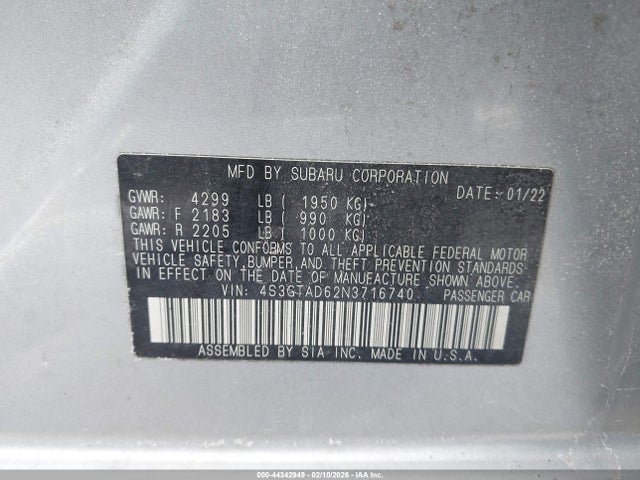 MFD BY SUBARU CORPORATION
DATE: 01/22
GVWR: 4299 LB ( 1950 KG)
GAWR: F 2183 LB ( 990 KG)
GAWR: R 2205 LB ( 1000 KG)
THIS VEHICLE CONFORMS TO ALL APPLICABLE FEDERAL MOTOR
VEHICLE SAFETY, BUMPER, AND THEFT PREVENTION STANDARDS
IN EFFECT ON THE DATE OF MANUFACTURE SHOWN ABOVE.
VIN: 4S3GTAD62N3716740 PASSENGER CAR
ASSEMBLED BY SIA INC. MADE IN U.S.A.
000-44342949 - 02/10/2026 - IAAI.COM